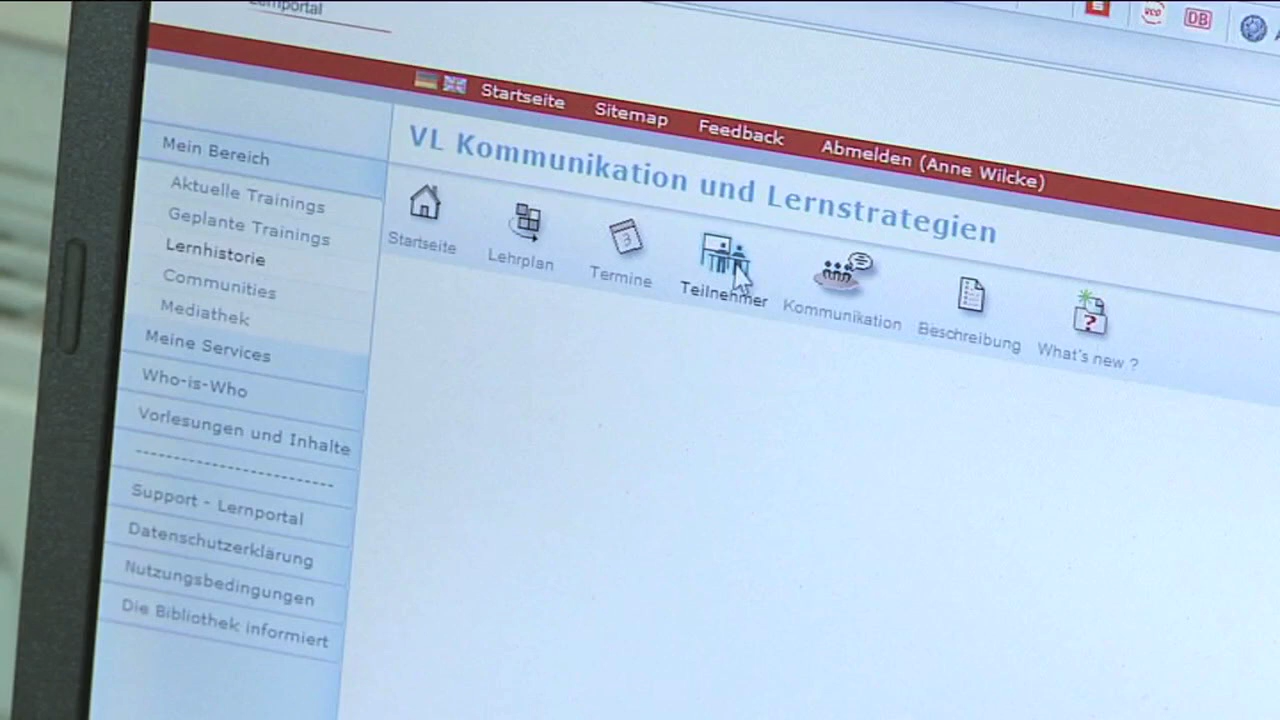 Lernportal
DB
Startseite Sitemap Feedback Abmelden (Anne Wilcke)
VL Kommunikation und Lernstrategien
Startseite Lehrplan Termine Teilnehmer Kommunikation Beschreibung What's new ?
3
?
Mein Bereich
Aktuelle Trainings
Geplante Trainings
Lernhistorie
Communities
Mediathek
Meine Services
Who-is-Who
Vorlesungen und Inhalte
------------------------
Support - Lernportal
Datenschutzerklärung
Nutzungsbedingungen
Die Bibliothek informiert